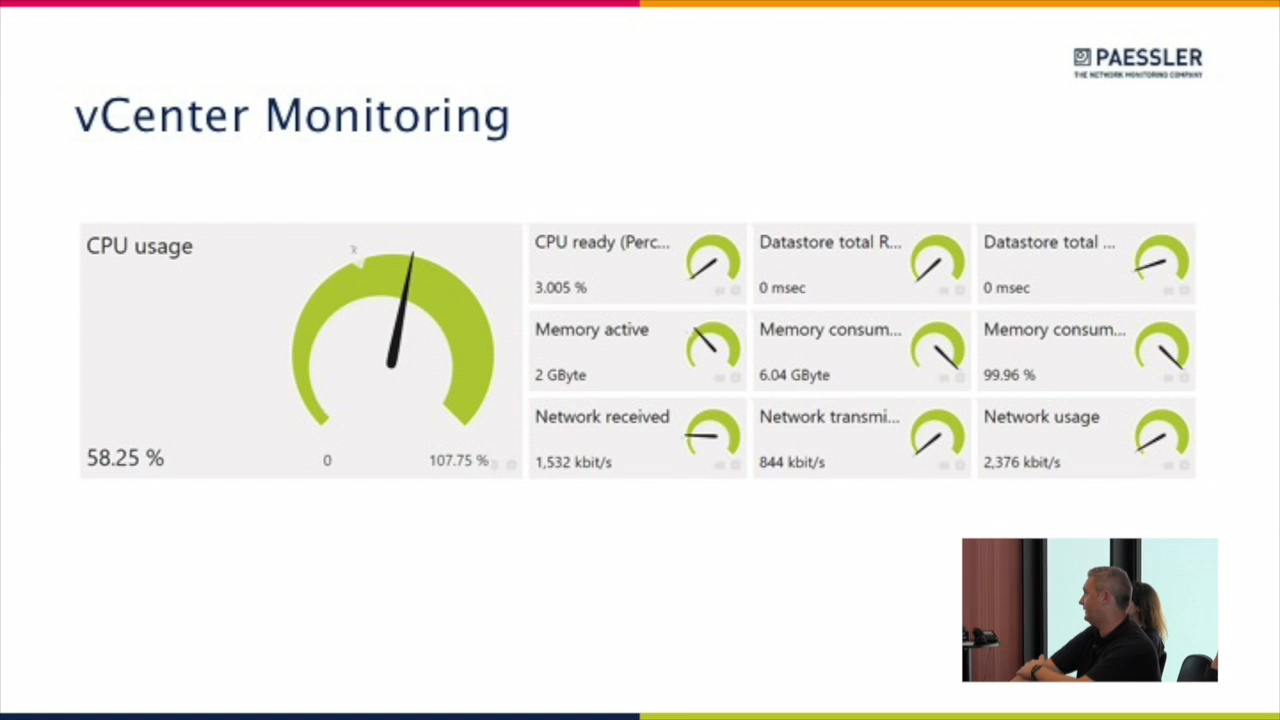 PAESSLER
THE NETWORK MONITORING COMPANY
vCenter Monitoring
CPU usage
58.25 %
0
107.75 %
CPU ready (Perc...
3.005 %
Datastore total R...
0 msec
Datastore total ...
0 msec
Memory active
2 GByte
Memory consum...
6.04 GByte
Memory consum...
99.96 %
Network received
1,532 kbit/s
Network transmi...
844 kbit/s
Network usage
2,376 kbit/s